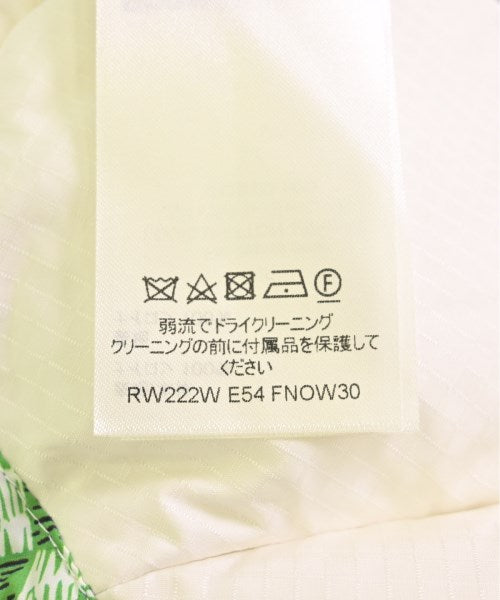 F
弱流でドライクリーニング
クリーニングの前に付属品を保護して
ください
RW222W E54 FNOW30